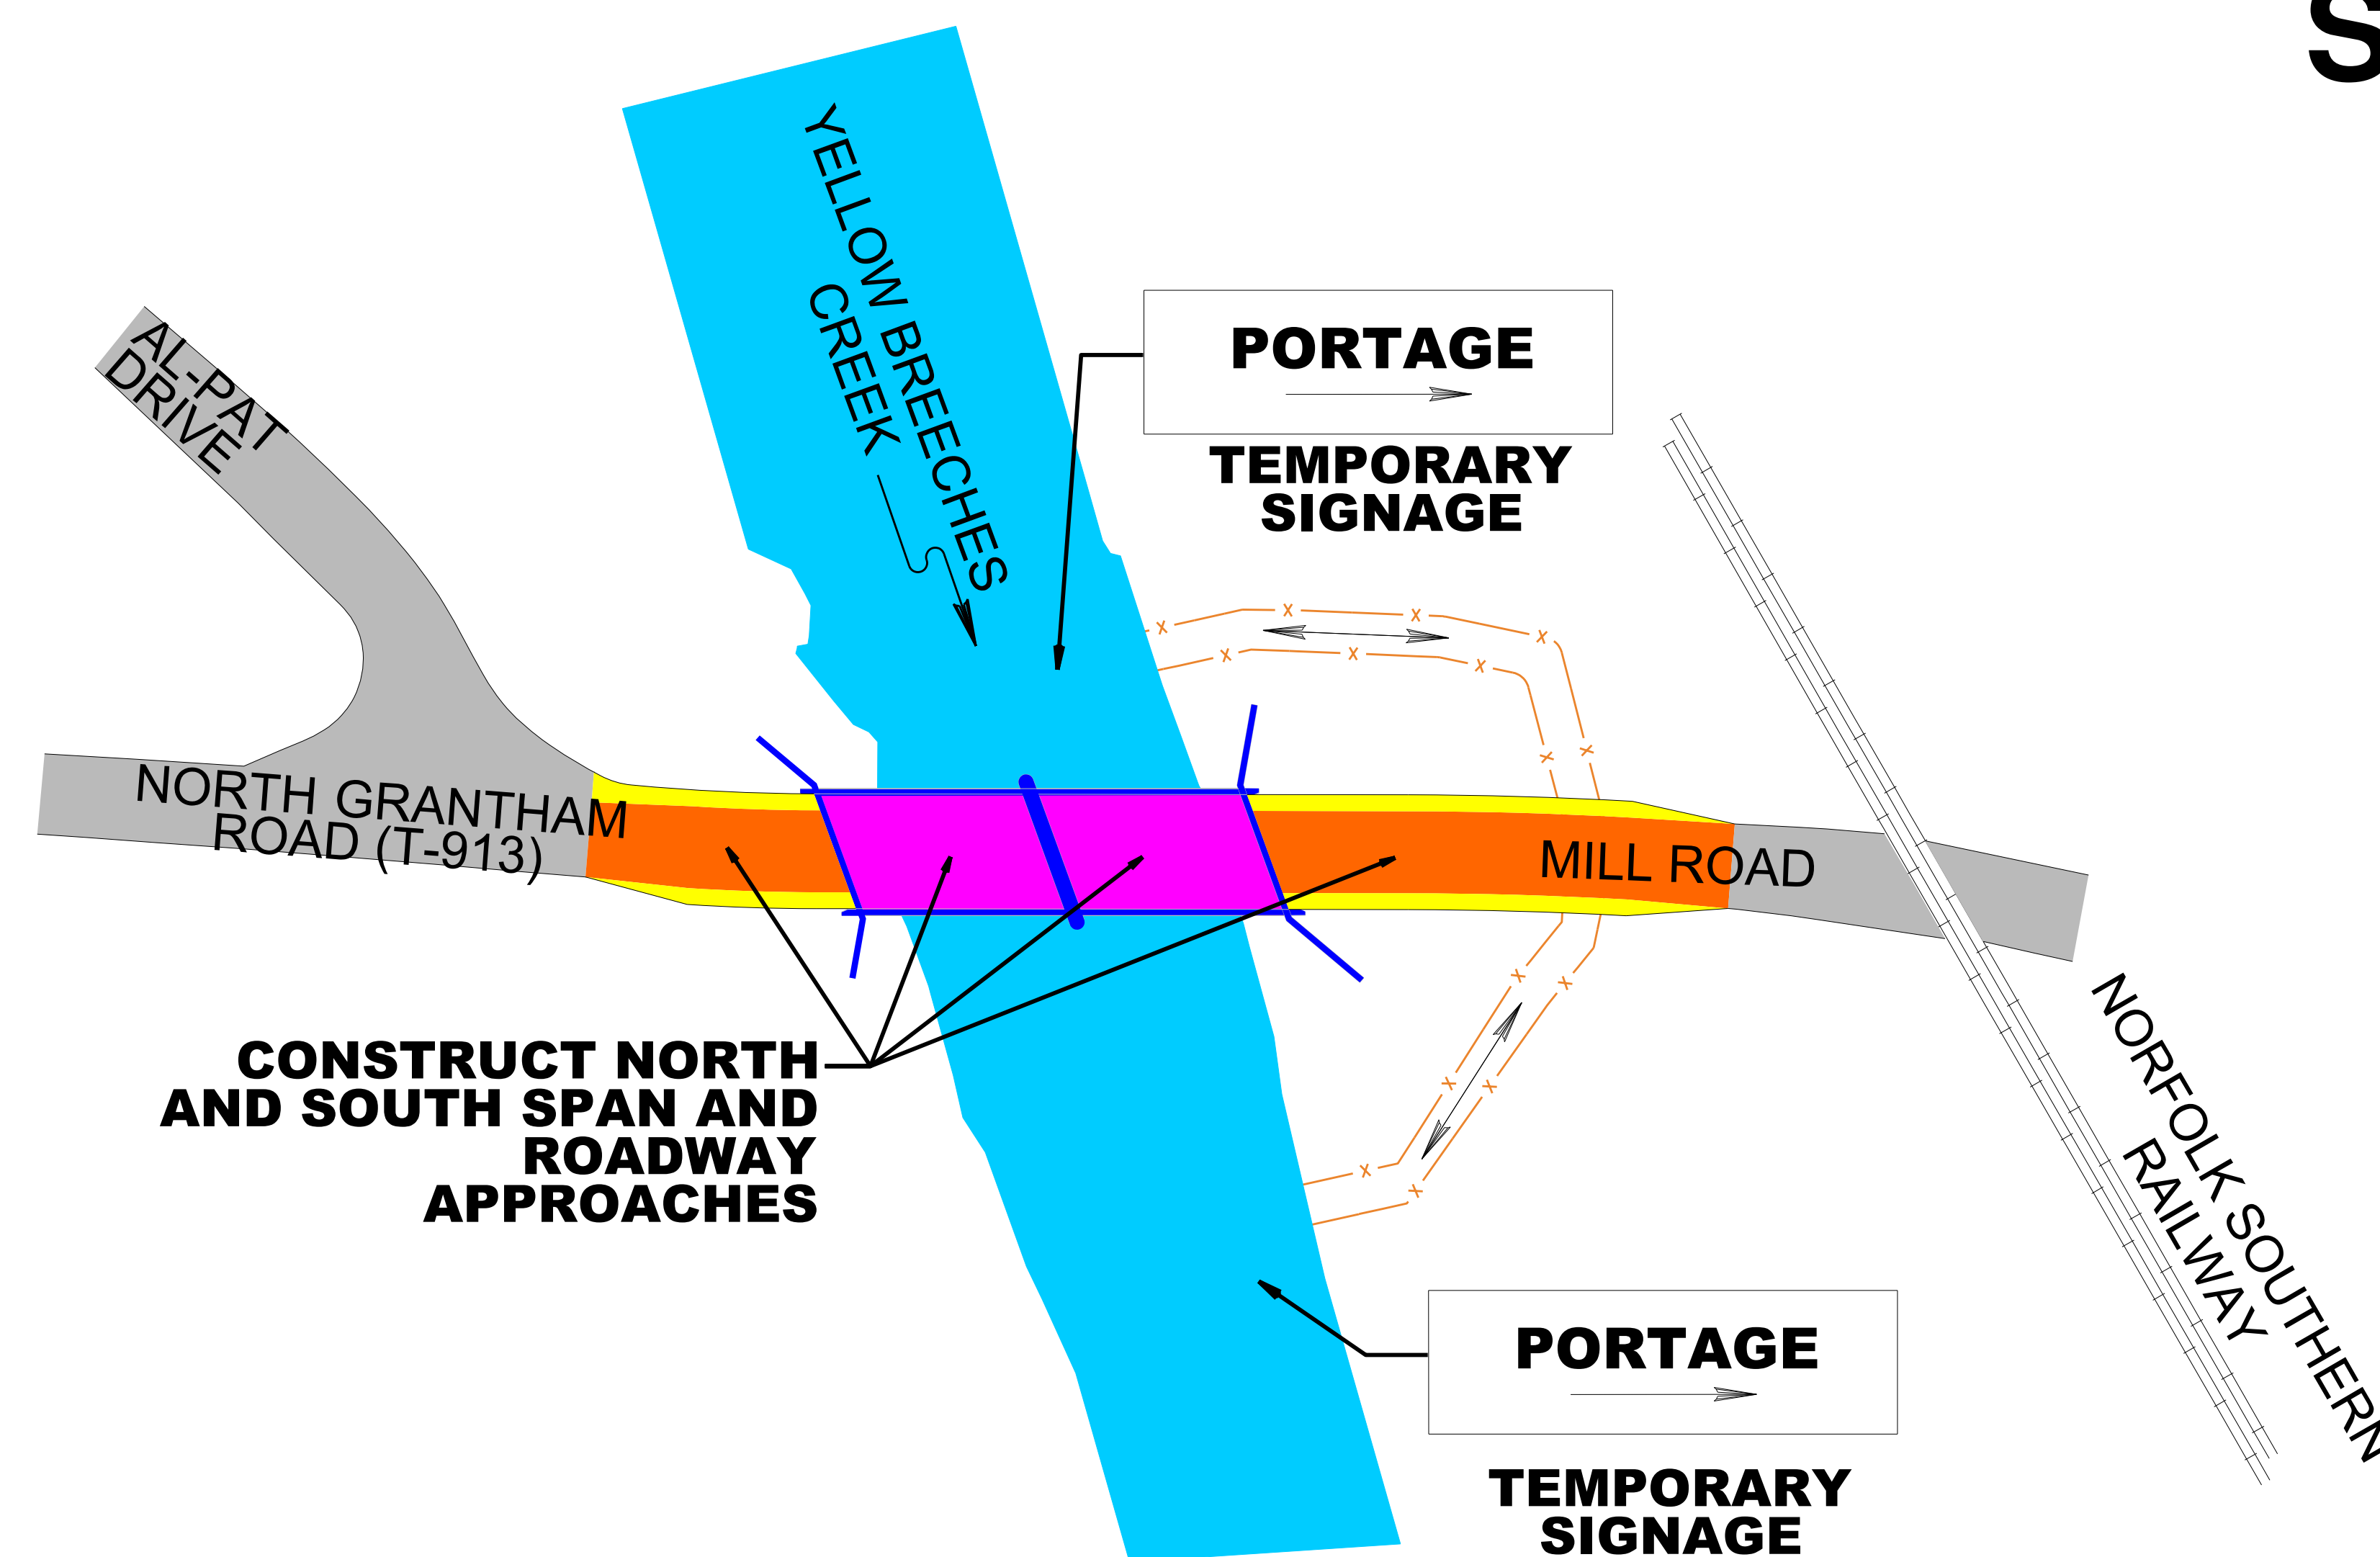 S
YELLOW BREECHES
CREEK
PORTAGE
TEMPORARY
SIGNAGE
AL-PAT
DRIVE
NORTH GRANTHAM
ROAD (T-913)
MILL ROAD
CONSTRUCT NORTH
AND SOUTH SPAN AND
ROADWAY
APPROACHES
NORFOLK SOUTHERN
RAILWAY
PORTAGE
TEMPORARY
SIGNAGE